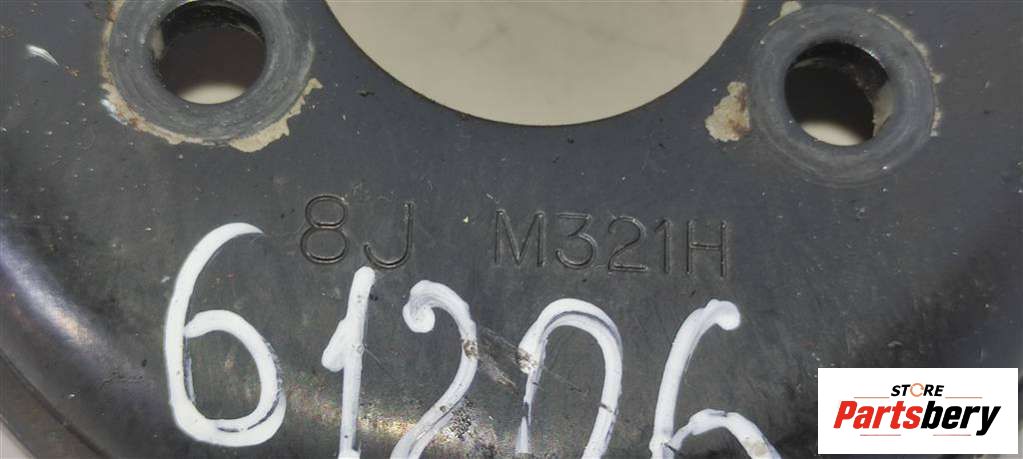 8J M321H
61206
STORE
Partsbery